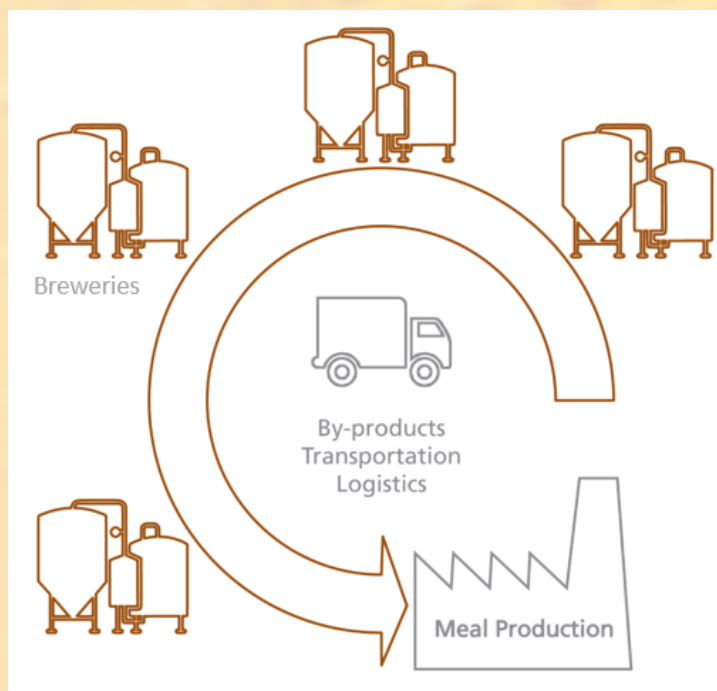 Breweries
By-products
Transportation
Logistics
Meal Production